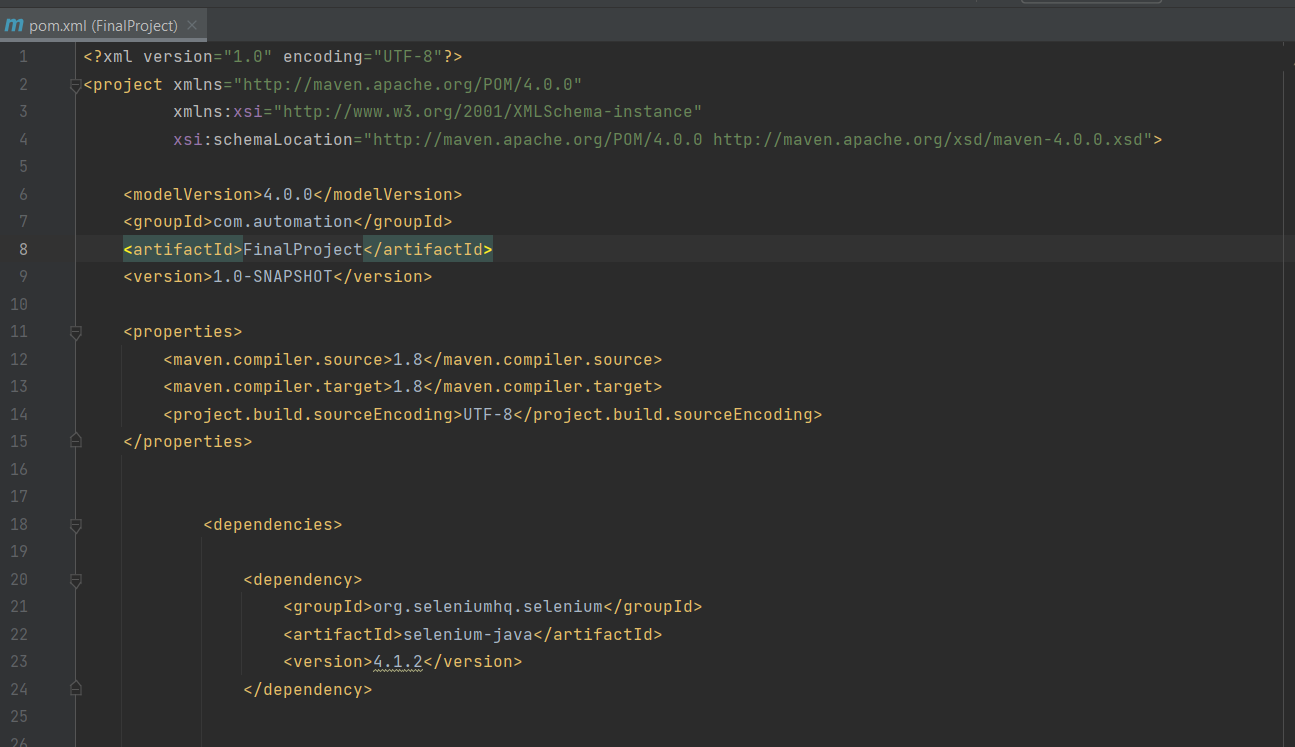 m pom.xml (FinalProject) ×
1 <?xml version="1.0" encoding="UTF-8"?>
2 <project xmlns="http://maven.apache.org/POM/4.0.0"
3 xmlns:xsi="http://www.w3.org/2001/XMLSchema-instance"
4 xsi:schemaLocation="http://maven.apache.org/POM/4.0.0 http://maven.apache.org/xsd/maven-4.0.0.xsd">
5
6 <modelVersion>4.0.0</modelVersion>
7 <groupId>com.automation</groupId>
8 <artifactId>FinalProject</artifactId>
9 <version>1.0-SNAPSHOT</version>
10
11 <properties>
12 <maven.compiler.source>1.8</maven.compiler.source>
13 <maven.compiler.target>1.8</maven.compiler.target>
14 <project.build.sourceEncoding>UTF-8</project.build.sourceEncoding>
15 </properties>
16
17
18 <dependencies>
19
20 <dependency>
21 <groupId>org.seleniumhq.selenium</groupId>
22 <artifactId>selenium-java</artifactId>
23 <version>4.1.2</version>
24 </dependency>
25
26